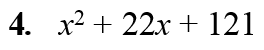 4. x² + 22x + 121